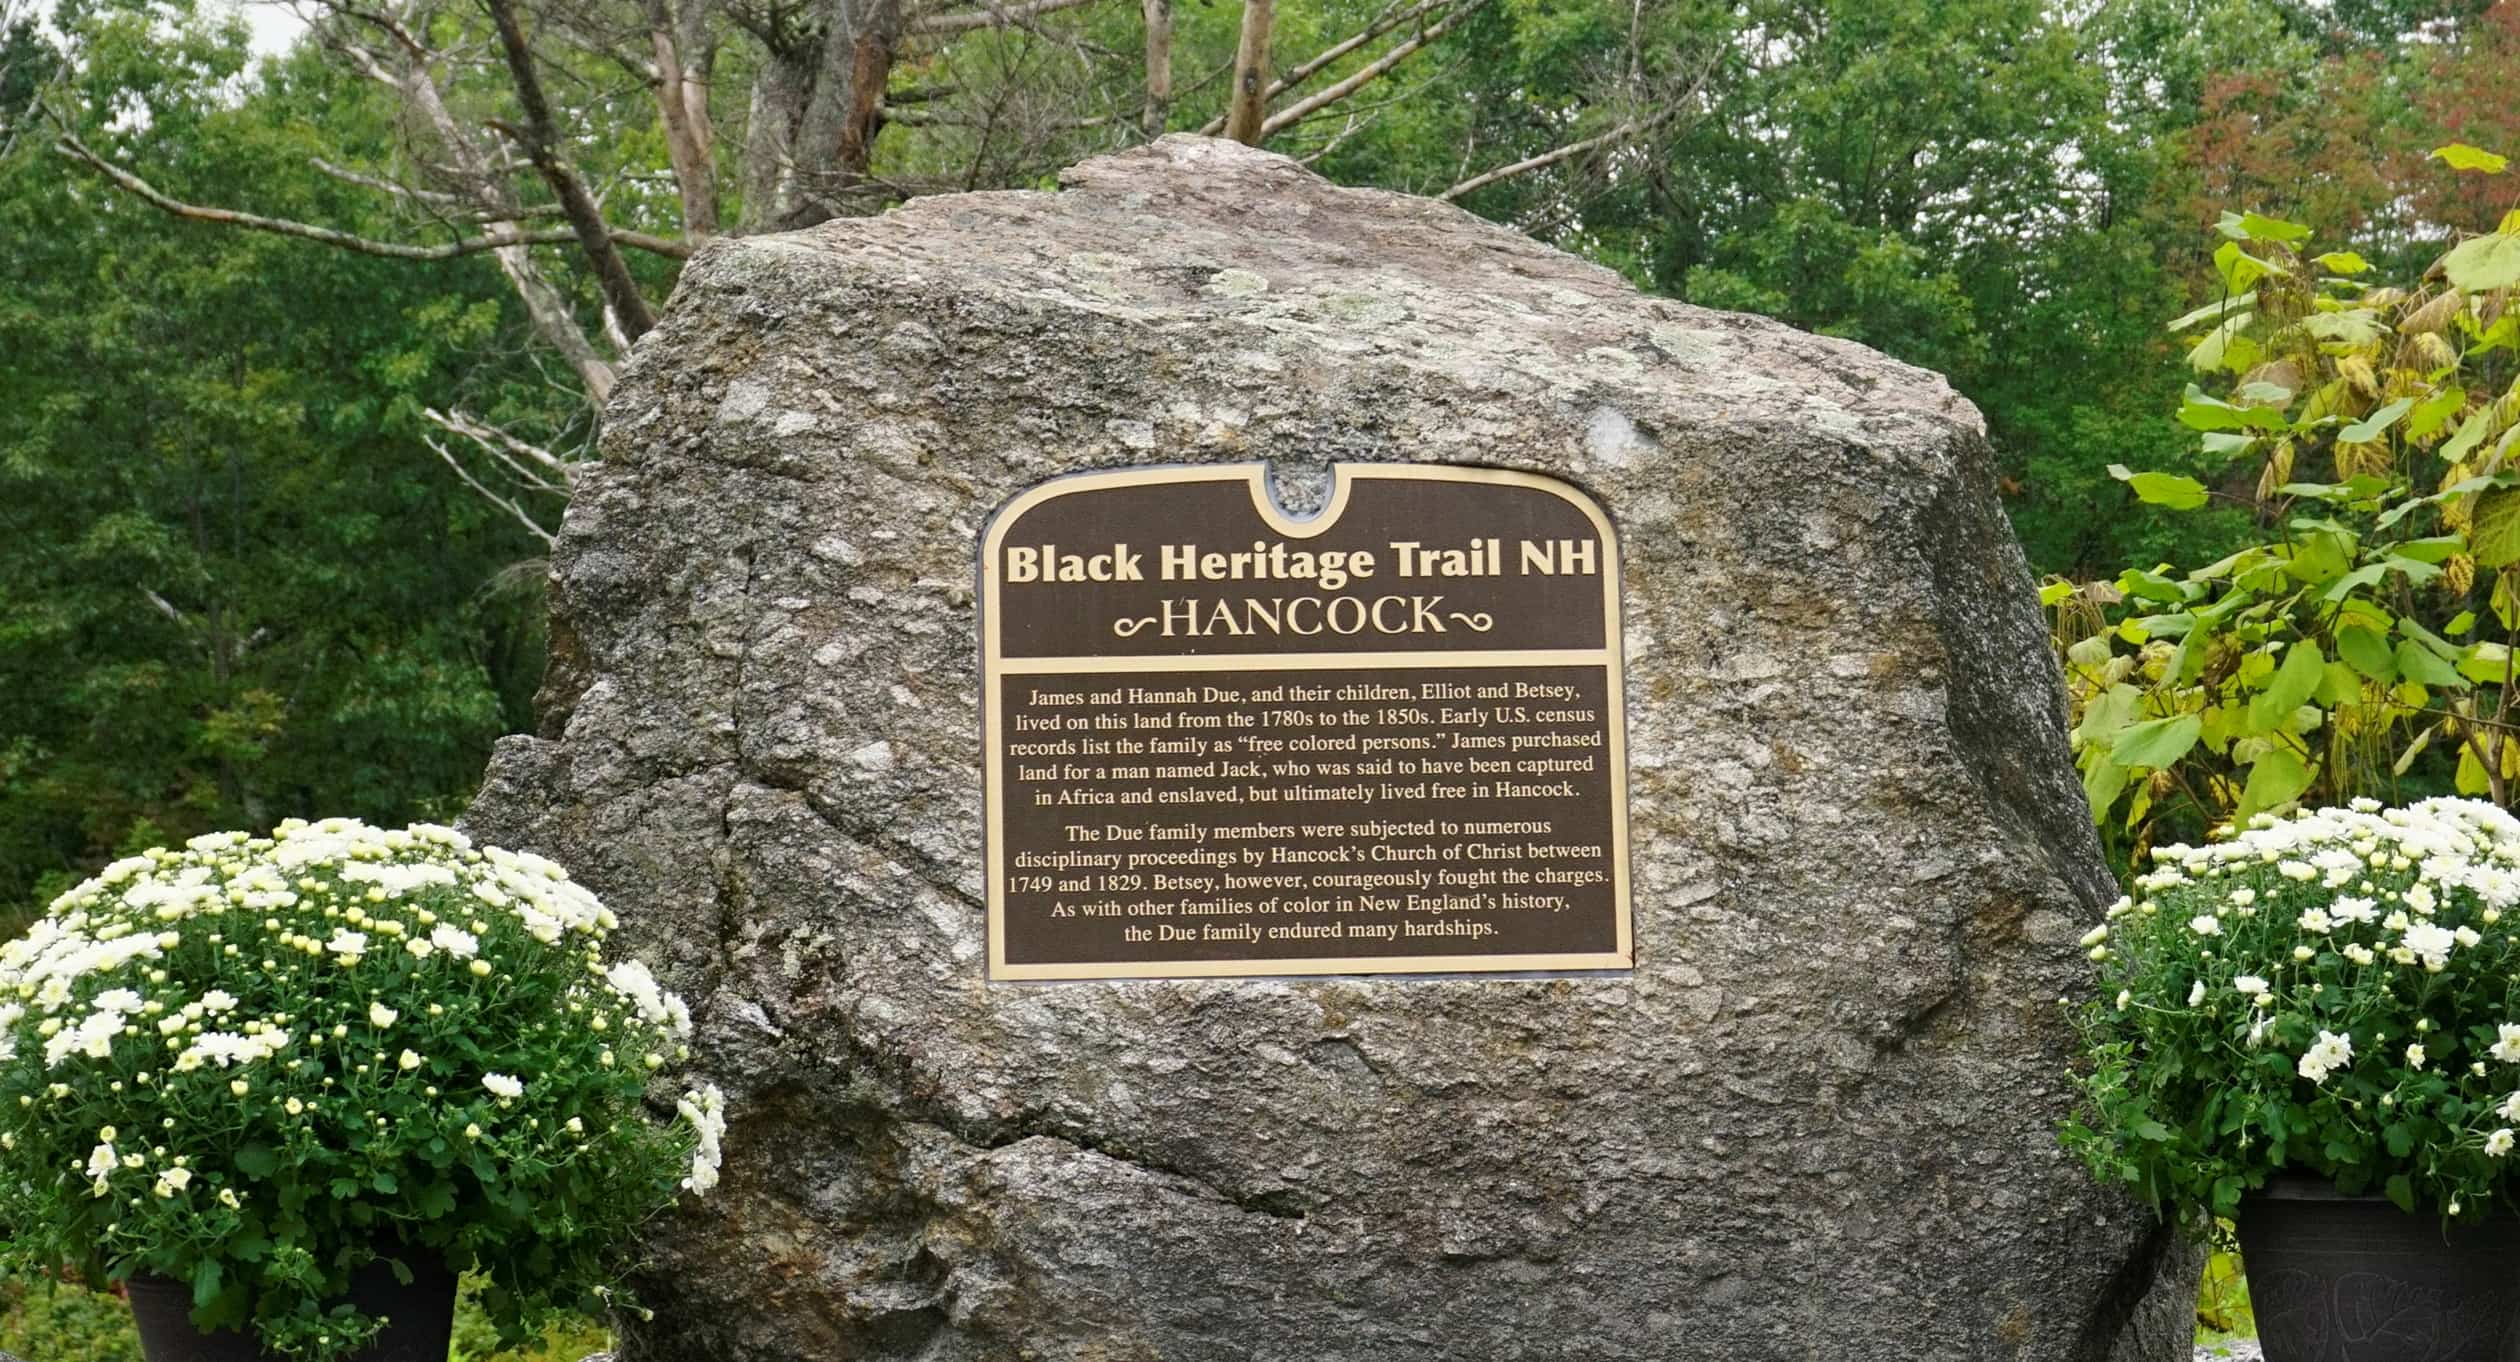 Black Heritage Trail NH
~HANCOCK~
James and Hannah Due, and their children, Elliot and Betsey,
lived on this land from the 1780s to the 1850s. Early U.S. census
records list the family as “free colored persons.” James purchased
land for a man named Jack, who was said to have been captured
in Africa and enslaved, but ultimately lived free in Hancock.
The Due family members were subjected to numerous
disciplinary proceedings by Hancock’s Church of Christ between
1749 and 1829. Betsey, however, courageously fought the charges.
As with other families of color in New England’s history,
the Due family endured many hardships.